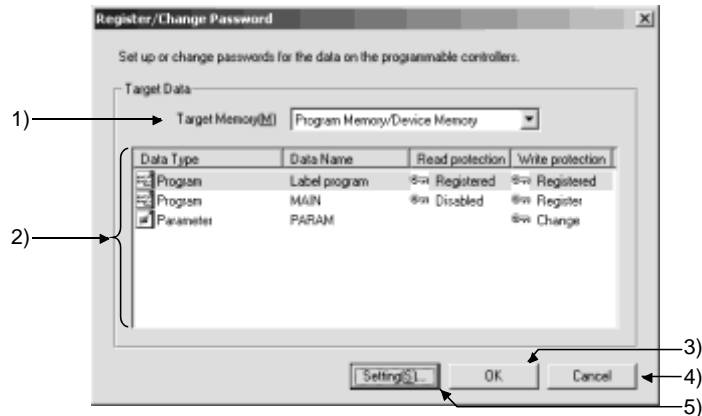 Register/Change Password
Set up or change passwords for the data on the programmable controllers.
Target Data
1) Target Memory(M) Program Memory/Device Memory
Data Type Data Name Read protection Write protection
Program Label program Registered Registered
Program MAIN Disabled Register
Parameter PARAM Change
2)
3)
Setting(S)... OK Cancel 4)
5)